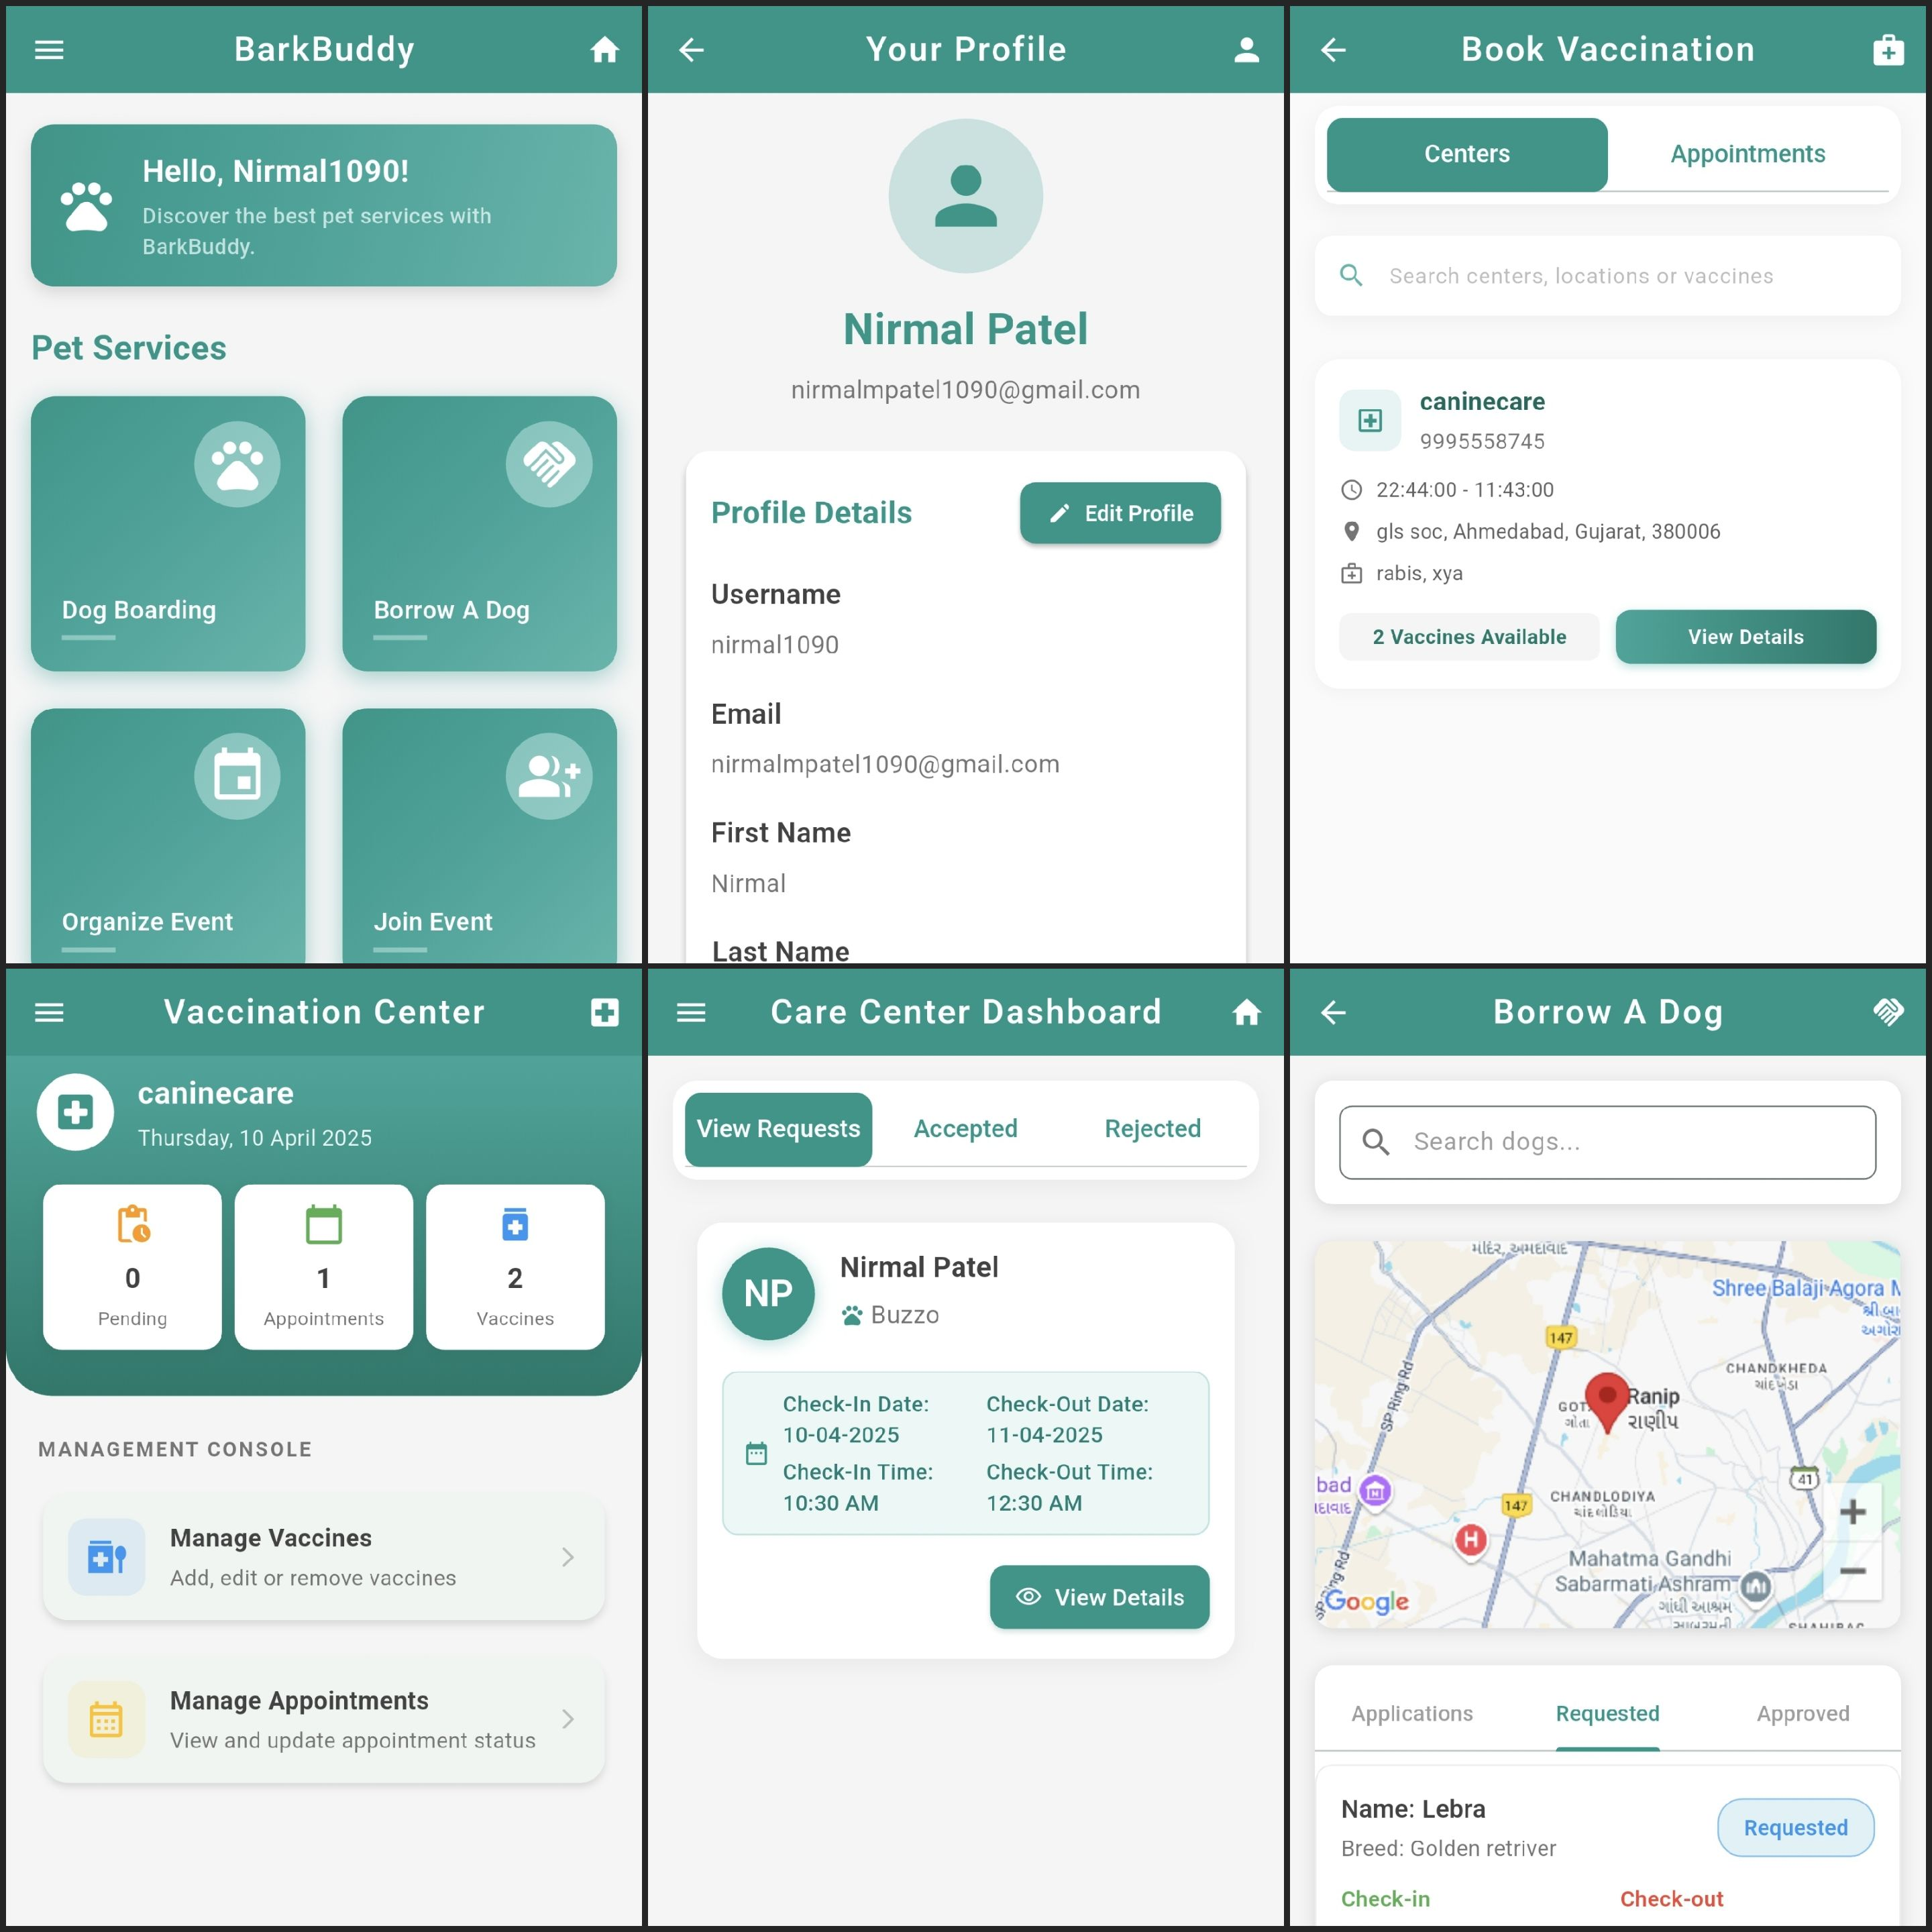 BarkBuddy
Hello, Nirmal1090!
Discover the best pet services with
BarkBuddy.
Pet Services
Dog Boarding
Borrow A Dog
Organize Event
Join Event
Your Profile
Nirmal Patel
nirmalmpatel1090@gmail.com
Profile Details
Edit Profile
Username
nirmal1090
Email
nirmalmpatel1090@gmail.com
First Name
Nirmal
Last Name
Book Vaccination
Centers
Appointments
Search centers, locations or vaccines
caninecare
9995558745
22:44:00 - 11:43:00
gls soc, Ahmedabad, Gujarat, 380006
rabis, xya
2 Vaccines Available
View Details
Vaccination Center
caninecare
Thursday, 10 April 2025
0
Pending
1
Appointments
2
Vaccines
MANAGEMENT CONSOLE
Manage Vaccines
Add, edit or remove vaccines
Manage Appointments
View and update appointment status
Care Center Dashboard
View Requests
Accepted
Rejected
NP
Nirmal Patel
Buzzo
Check-In Date:
10-04-2025
Check-Out Date:
11-04-2025
Check-In Time:
10:30 AM
Check-Out Time:
12:30 AM
View Details
Borrow A Dog
Search dogs...
મંદિર, અમદાવાદ
Shree Balaji Agora M
147
CHANDKHEDA
ચાંદખેડા
SP Ring Rd
GOT
ગોતા
Ranip
રાણીપ
bad
41
147
CHANDLODIYA
ચાંદલોડિયા
H
Mahatma Gandhi
Sabarmati Ashram
ગાંધી આશ્રમ
SP Ring Rd
Google
+
−
Applications
Requested
Approved
Name: Lebra
Breed: Golden retriver
Requested
Check-in
Check-out